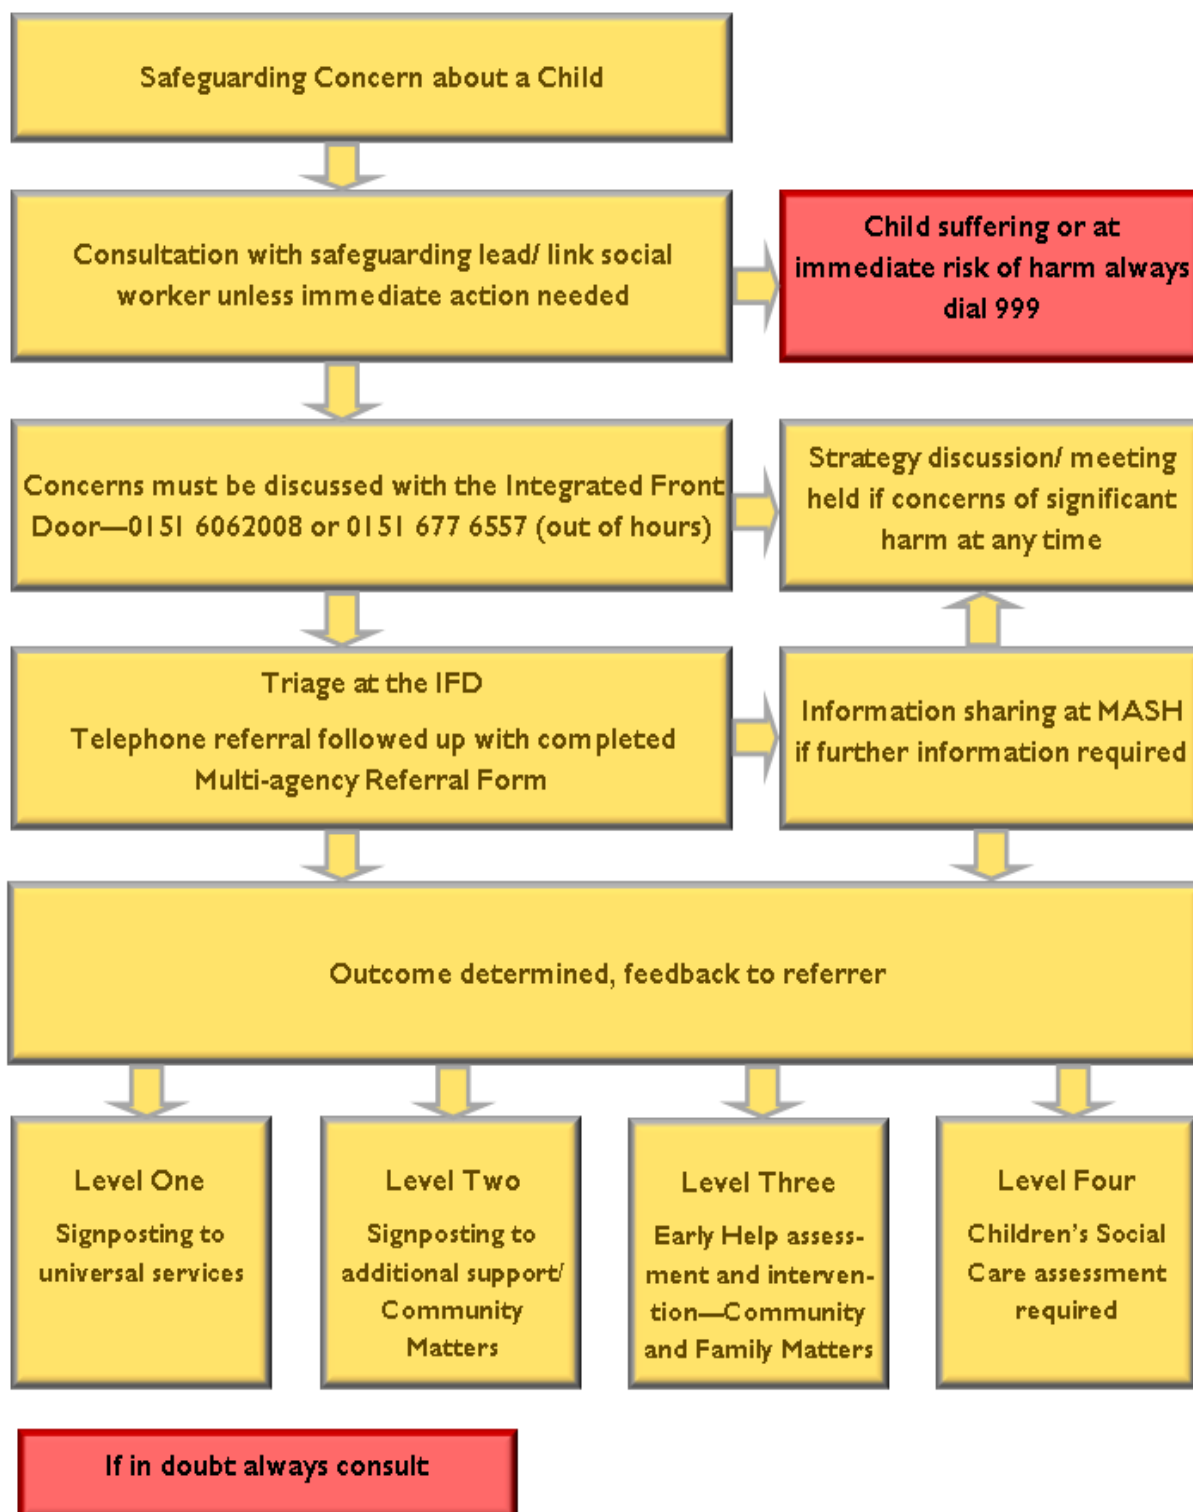 Safeguarding Concern about a Child
Consultation with safeguarding lead/ link social
worker unless immediate action needed
Child suffering or at
immediate risk of harm always
dial 999
Concerns must be discussed with the Integrated Front
Door—0151 6062008 or 0151 677 6557 (out of hours)
Strategy discussion/ meeting
held if concerns of significant
harm at any time
Triage at the IFD
Telephone referral followed up with completed
Multi-agency Referral Form
Information sharing at MASH
if further information required
Outcome determined, feedback to referrer
Level One
Signposting to
universal services
Level Two
Signposting to
additional support/
Community
Matters
Level Three
Early Help assess-
ment and interven-
tion—Community
and Family Matters
Level Four
Children's Social
Care assessment
required
If in doubt always consult